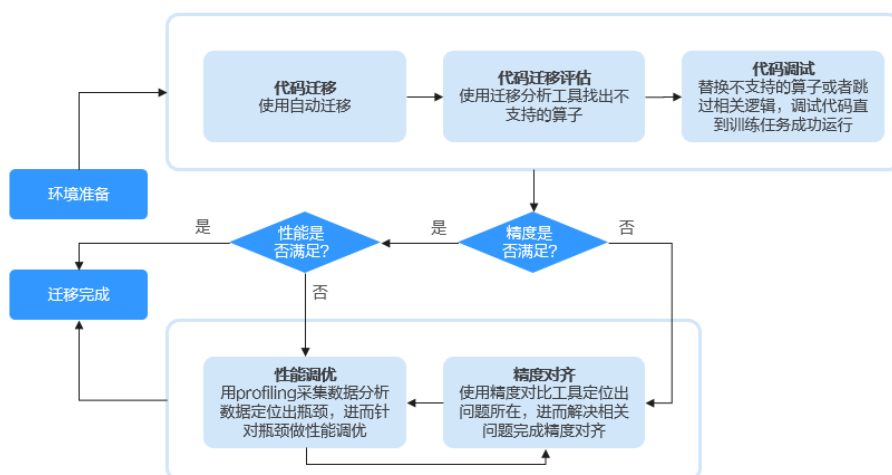 代码迁移
使用自动迁移
代码迁移评估
使用迁移分析工具找出不
支持的算子
代码调试
替换不支持的算子或者跳
过相关逻辑，调试代码直
到训练任务成功运行
环境准备
是
性能是
否满足?
是
精度是
否满足?
否
迁移完成
否
性能调优
用profiling采集数据分析
数据定位出瓶颈，进而针
对瓶颈做性能调优
精度对齐
使用精度对比工具定位出
问题所在，进而解决相关
问题完成精度对齐